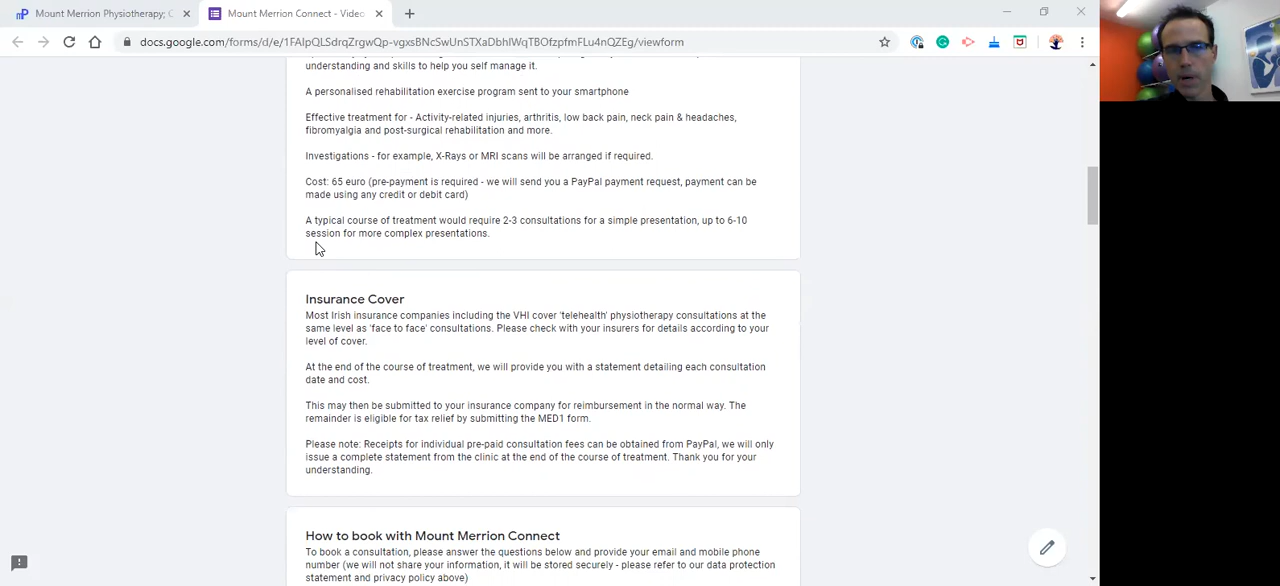 Mount Merrion Physiotherapy; C
Mount Merrion Connect - Video
docs.google.com/forms/d/e/1FAIpQLSdrqZrgwQp-vgxsBNcSwUnSTXaDbhlWqTBOfzpfmFLu4nQZEg/viewform
understanding and skills to help you self manage it.
A personalised rehabilitation exercise program sent to your smartphone
Effective treatment for - Activity-related injuries, arthritis, low back pain, neck pain & headaches,
fibromyalgia and post-surgical rehabilitation and more.
Investigations - for example, X-Rays or MRI scans will be arranged if required.
Cost: 65 euro (pre-payment is required - we will send you a PayPal payment request, payment can be
made using any credit or debit card)
A typical course of treatment would require 2-3 consultations for a simple presentation, up to 6-10
session for more complex presentations.
Insurance Cover
Most Irish insurance companies including the VHI cover 'telehealth' physiotherapy consultations at the
same level as 'face to face' consultations. Please check with your insurers for details according to your
level of cover.
At the end of the course of treatment, we will provide you with a statement detailing each consultation
date and cost.
This may then be submitted to your insurance company for reimbursement in the normal way. The
remainder is eligible for tax relief by submitting the MED1 form.
Please note: Receipts for individual pre-paid consultation fees can be obtained from PayPal, we will only
issue a complete statement from the clinic at the end of the course of treatment. Thank you for your
understanding.
How to book with Mount Merrion Connect
To book a consultation, please answer the questions below and provide your email and mobile phone
number (we will not share your information, it will be stored securely - please refer to our data protection
statement and privacy policy above)